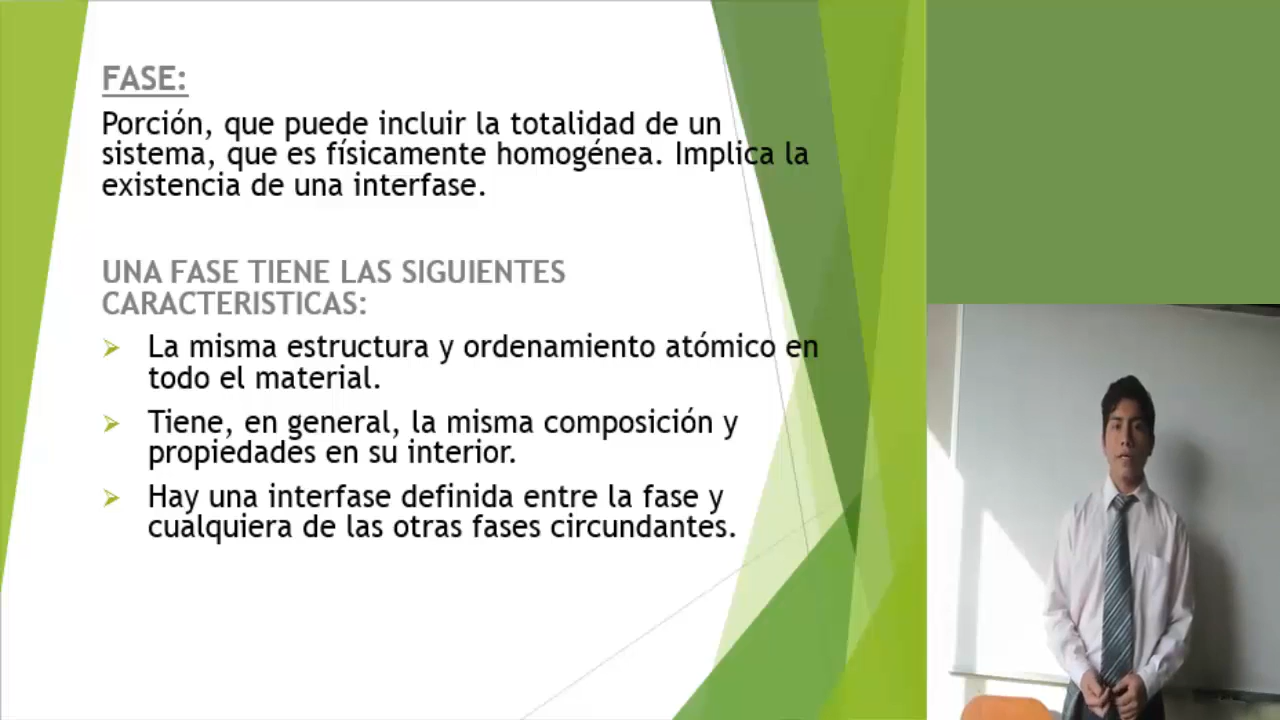 FASE:
Porción, que puede incluir la totalidad de un
sistema, que es físicamente homogénea. Implica la
existencia de una interfase.
UNA FASE TIENE LAS SIGUIENTES
CARACTERISTICAS:
La misma estructura y ordenamiento atómico en
todo el material.
Tiene, en general, la misma composición y
propiedades en su interior.
Hay una interfase definida entre la fase y
cualquiera de las otras fases circundantes.